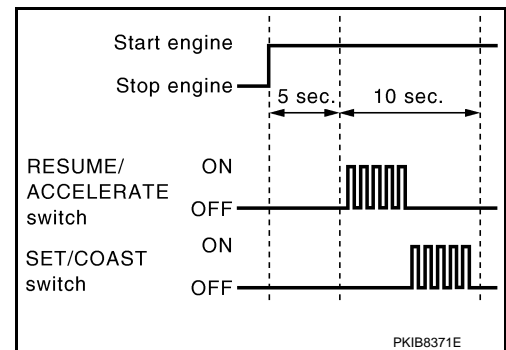 Start engine
Stop engine
5 sec.
10 sec.
RESUME/
ACCELERATE
switch
ON
OFF
SET/COAST
switch
ON
OFF
PKIB8371E